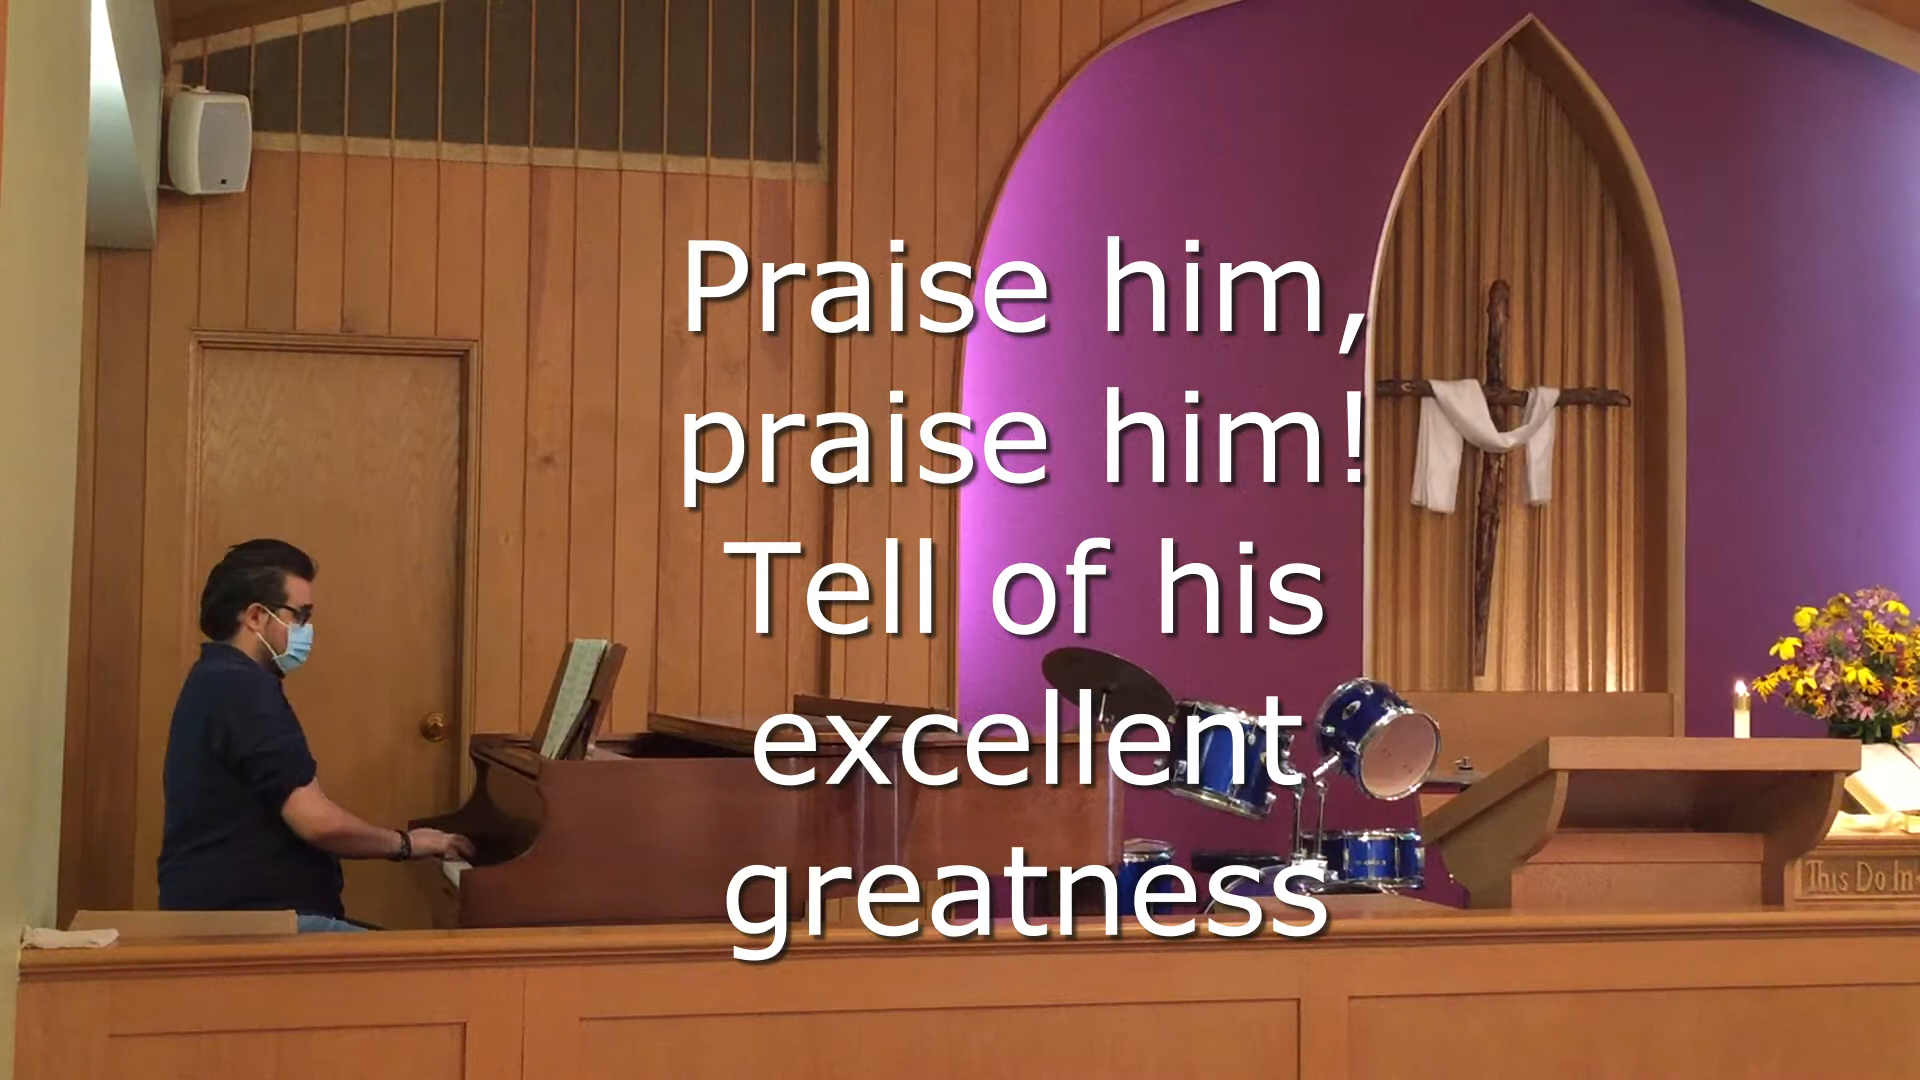 Praise him,
praise him!
Tell of his
excellent
greatness
This Do In